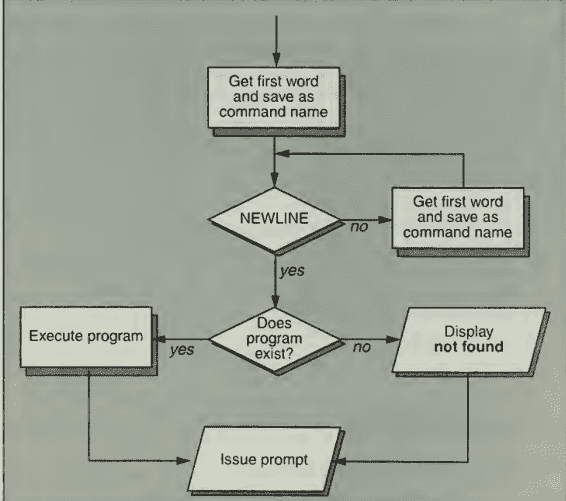 Get first word
and save as
command name
NEWLINE
no
Get first word
and save as
command name
yes
Does
program
exist?
Execute program
yes
no
Display
not found
Issue prompt